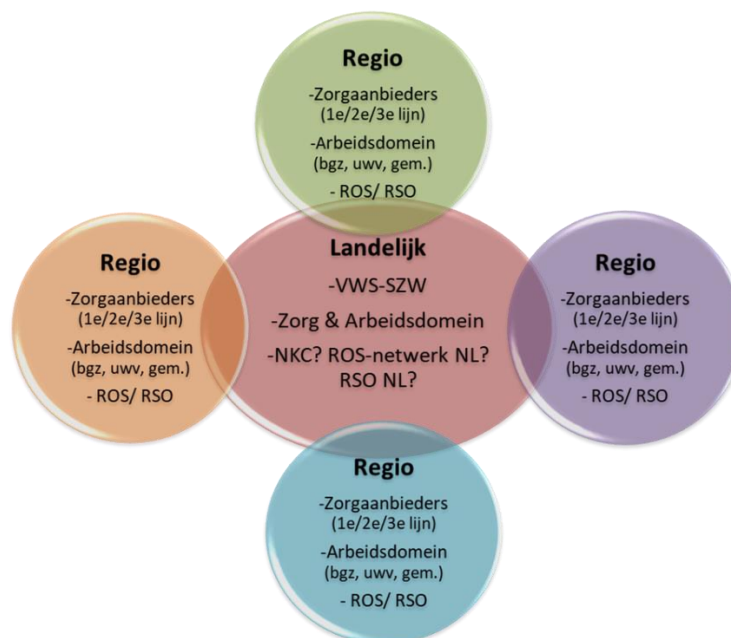 Regio
-Zorgaanbieders
(1e/2e/3e lijn)
-Arbeidsdomein
(bgz, uwv, gem.)
- ROS/ RSO
Landelijk
-VWS-SZW
-Zorg & Arbeidsdomein
-NKC? ROS-netwerk NL?
RSO NL?
Regio
-Zorgaanbieders
(1e/2e/3e lijn)
-Arbeidsdomein
(bgz, uwv, gem.)
- ROS/ RSO
Regio
-Zorgaanbieders
(1e/2e/3e lijn)
-Arbeidsdomein
(bgz, uwv, gem.)
- ROS/ RSO
Regio
-Zorgaanbieders
(1e/2e/3e lijn)
-Arbeidsdomein
(bgz, uwv, gem.)
- ROS/ RSO